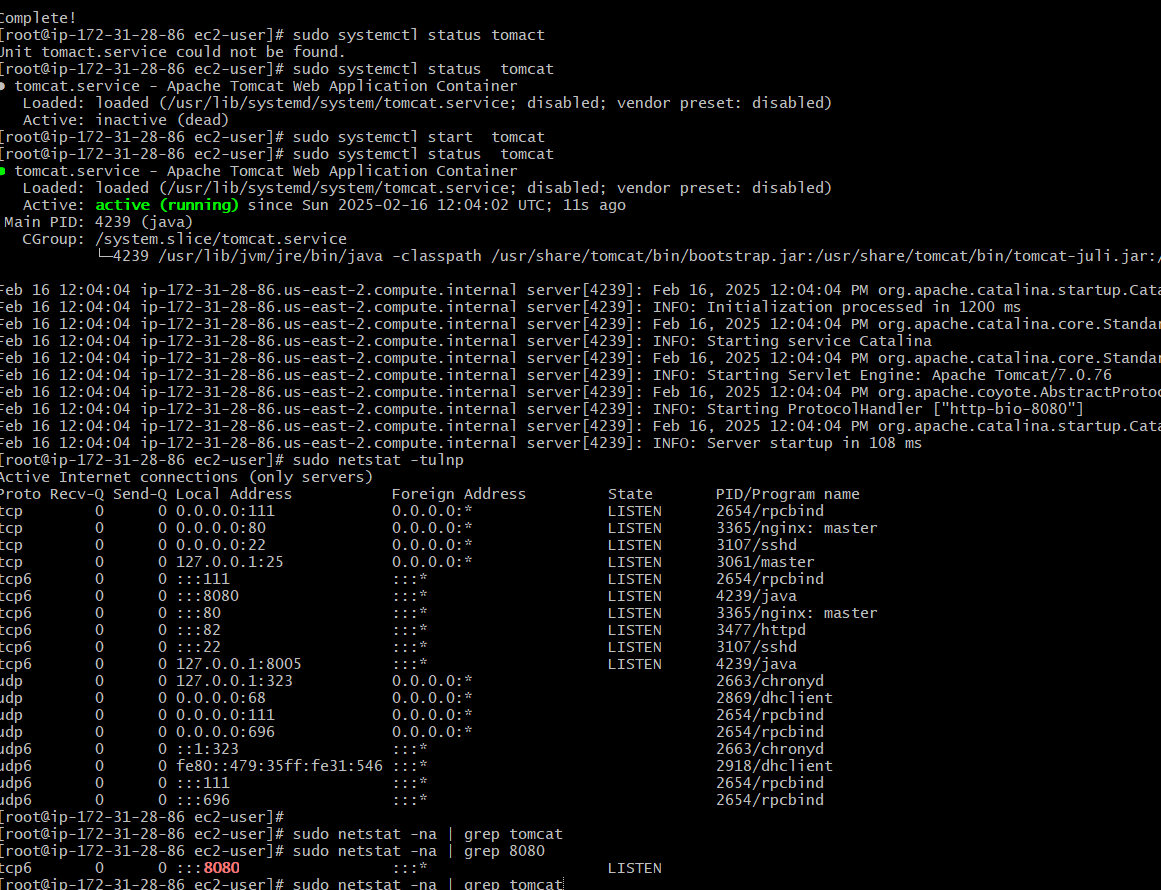 Complete!
[root@ip-172-31-28-86 ec2-user]# sudo systemctl status tomact
Unit tomact.service could not be found.
[root@ip-172-31-28-86 ec2-user]# sudo systemctl status  tomcat
● tomcat.service - Apache Tomcat Web Application Container
   Loaded: loaded (/usr/lib/systemd/system/tomcat.service; disabled; vendor preset: disabled)
   Active: inactive (dead)
[root@ip-172-31-28-86 ec2-user]# sudo systemctl start  tomcat
[root@ip-172-31-28-86 ec2-user]# sudo systemctl status  tomcat
● tomcat.service - Apache Tomcat Web Application Container
   Loaded: loaded (/usr/lib/systemd/system/tomcat.service; disabled; vendor preset: disabled)
   Active: active (running) since Sun 2025-02-16 12:04:02 UTC; 11s ago
 Main PID: 4239 (java)
   CGroup: /system.slice/tomcat.service
           └─4239 /usr/lib/jvm/jre/bin/java -classpath /usr/share/tomcat/bin/bootstrap.jar:/usr/share/tomcat/bin/tomcat-juli.jar:/
Feb 16 12:04:04 ip-172-31-28-86.us-east-2.compute.internal server[4239]: Feb 16, 2025 12:04:04 PM org.apache.catalina.startup.Cata
Feb 16 12:04:04 ip-172-31-28-86.us-east-2.compute.internal server[4239]: INFO: Initialization processed in 1200 ms
Feb 16 12:04:04 ip-172-31-28-86.us-east-2.compute.internal server[4239]: Feb 16, 2025 12:04:04 PM org.apache.catalina.core.Standar
Feb 16 12:04:04 ip-172-31-28-86.us-east-2.compute.internal server[4239]: INFO: Starting service Catalina
Feb 16 12:04:04 ip-172-31-28-86.us-east-2.compute.internal server[4239]: Feb 16, 2025 12:04:04 PM org.apache.catalina.core.Standar
Feb 16 12:04:04 ip-172-31-28-86.us-east-2.compute.internal server[4239]: INFO: Starting Servlet Engine: Apache Tomcat/7.0.76
Feb 16 12:04:04 ip-172-31-28-86.us-east-2.compute.internal server[4239]: Feb 16, 2025 12:04:04 PM org.apache.coyote.AbstractProtoc
Feb 16 12:04:04 ip-172-31-28-86.us-east-2.compute.internal server[4239]: INFO: Starting ProtocolHandler ["http-bio-8080"]
Feb 16 12:04:04 ip-172-31-28-86.us-east-2.compute.internal server[4239]: Feb 16, 2025 12:04:04 PM org.apache.catalina.startup.Cata
Feb 16 12:04:04 ip-172-31-28-86.us-east-2.compute.internal server[4239]: INFO: Server startup in 108 ms
[root@ip-172-31-28-86 ec2-user]# sudo netstat -tulnp
Active Internet connections (only servers)
Proto Recv-Q Send-Q Local Address           Foreign Address         State       PID/Program name
tcp        0      0 0.0.0.0:111             0.0.0.0:*               LISTEN      2654/rpcbind
tcp        0      0 0.0.0.0:80              0.0.0.0:*               LISTEN      3365/nginx: master
tcp        0      0 0.0.0.0:22              0.0.0.0:*               LISTEN      3107/sshd
tcp        0      0 127.0.0.1:25            0.0.0.0:*               LISTEN      3061/master
tcp6       0      0 :::111                  :::*                    LISTEN      2654/rpcbind
tcp6       0      0 :::8080                 :::*                    LISTEN      4239/java
tcp6       0      0 :::80                   :::*                    LISTEN      3365/nginx: master
tcp6       0      0 :::82                   :::*                    LISTEN      3477/httpd
tcp6       0      0 :::22                   :::*                    LISTEN      3107/sshd
tcp6       0      0 127.0.0.1:8005          :::*                    LISTEN      4239/java
udp        0      0 127.0.0.1:323           0.0.0.0:*                           2663/chronyd
udp        0      0 0.0.0.0:68              0.0.0.0:*                           2869/dhclient
udp        0      0 0.0.0.0:111             0.0.0.0:*                           2654/rpcbind
udp        0      0 0.0.0.0:696             0.0.0.0:*                           2654/rpcbind
udp6       0      0 ::1:323                 :::*                                2663/chronyd
udp6       0      0 fe80::479:35ff:fe31:546 :::*                                2918/dhclient
udp6       0      0 :::111                  :::*                                2654/rpcbind
udp6       0      0 :::696                  :::*                                2654/rpcbind
[root@ip-172-31-28-86 ec2-user]#
[root@ip-172-31-28-86 ec2-user]# sudo netstat -na | grep tomcat
[root@ip-172-31-28-86 ec2-user]# sudo netstat -na | grep 8080
tcp6       0      0 :::8080                 :::*                    LISTEN
[root@ip-172-31-28-86 ec2-user]# sudo netstat -na | grep tomcat